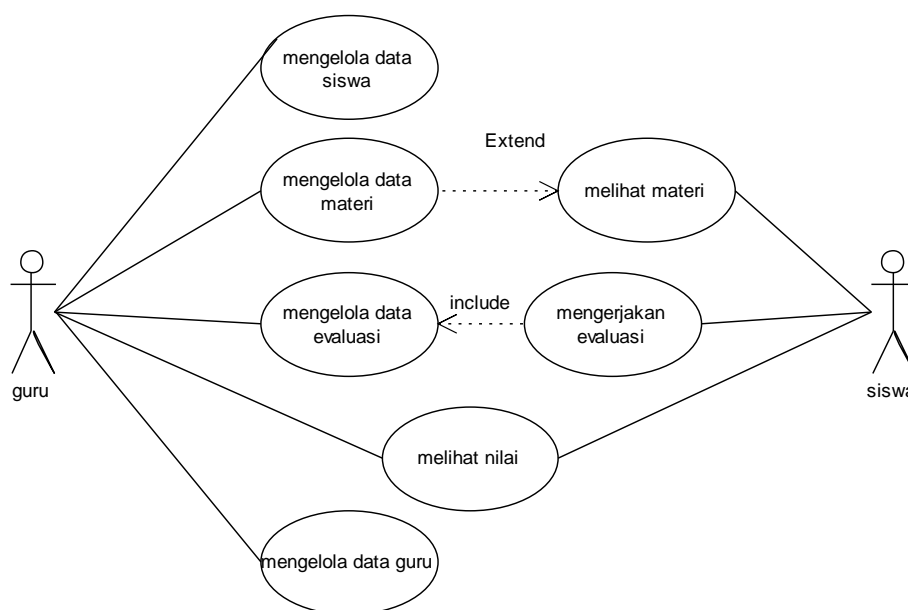 mengelola data
siswa
Extend
mengelola data
materi
melihat materi
include
mengelola data
evaluasi
mengerjakan
evaluasi
guru
siswa
melihat nilai
mengelola data guru